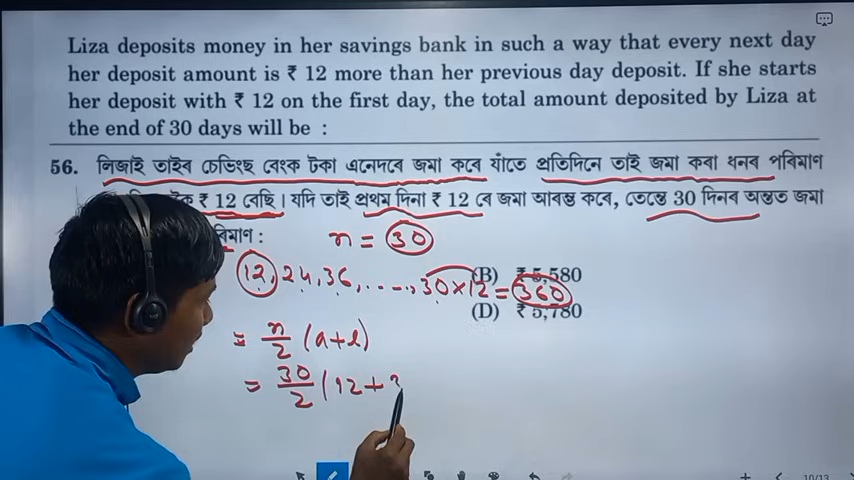 Liza deposits money in her savings bank in such a way that every next day
her deposit amount is ₹ 12 more than her previous day deposit. If she starts
her deposit with ₹ 12 on the first day, the total amount deposited by Liza at
the end of 30 days will be :
56. লিজাই তাইৰ চেভিংছ বেংক টকা এনেদৰে জমা কৰে যাঁতে প্ৰতিদিনে তাই জমা কৰা ধনৰ পৰিমাণ
₹ 12 বেছি। যদি তাই প্ৰথম দিনা ₹ 12 ৰে জমা আৰম্ভ কৰে, তেন্তে 30 দিনৰ অন্তত জমা
n = 30
12, 24, 36, ....., 30×12 = 360
(B) ₹ 5,580
(D) ₹ 5,780
= n/2 (a+l)
= 30/2 (12+
10/13